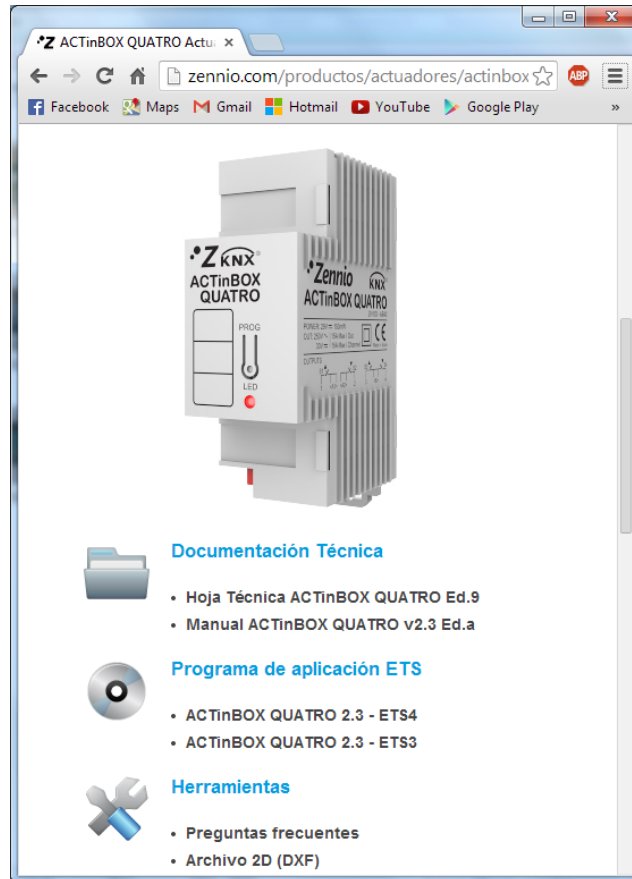 Z ACTinBOX QUATRO Actu
zennio.com/productos/actuadores/actinbox
ABP
Facebook
Maps
Gmail
Hotmail
YouTube
Google Play
»
Z KNX
ACTinBOX
QUATRO
PROG
LED
Zennio KNX
ACTinBOX QUATRO
OUTPUTS
Documentación Técnica
• Hoja Técnica ACTinBOX QUATRO Ed.9
• Manual ACTinBOX QUATRO v2.3 Ed.a
Programa de aplicación ETS
• ACTinBOX QUATRO 2.3 - ETS4
• ACTinBOX QUATRO 2.3 - ETS3
Herramientas
• Preguntas frecuentes
• Archivo 2D (DXF)